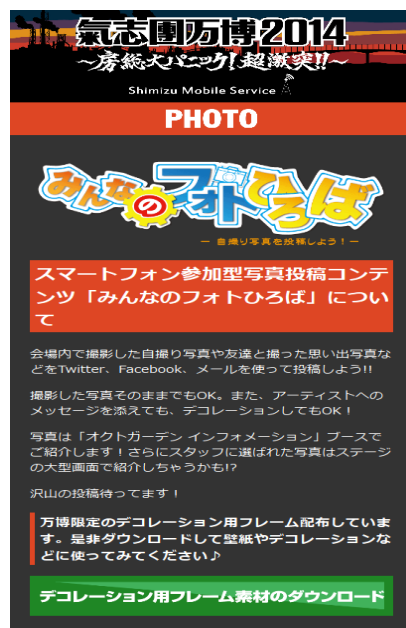 氣志團万博2014
～房総大パニック!超激突!!～
Shimizu Mobile Service
PHOTO
みんなのフォトひろば
ー 自撮り写真を投稿しよう！ー
スマートフォン参加型写真投稿コンテ
ンツ「みんなのフォトひろば」につい
て
会場内で撮影した自撮り写真や友達と撮った思い出写真な
どをTwitter、Facebook、メールを使って投稿しよう!!
撮影した写真そのままでもOK。また、アーティストへの
メッセージを添えても、デコレーションしてもOK！
写真は「オクトガーデン インフォメーション」ブースで
ご紹介します！さらにスタッフに選ばれた写真はステージ
の大型画面で紹介しちゃうかも!?
沢山の投稿待ってます！
万博限定のデコレーション用フレーム配布していま
す。是非ダウンロードして壁紙やデコレーションな
どに使ってみてください♪
デコレーション用フレーム素材のダウンロード